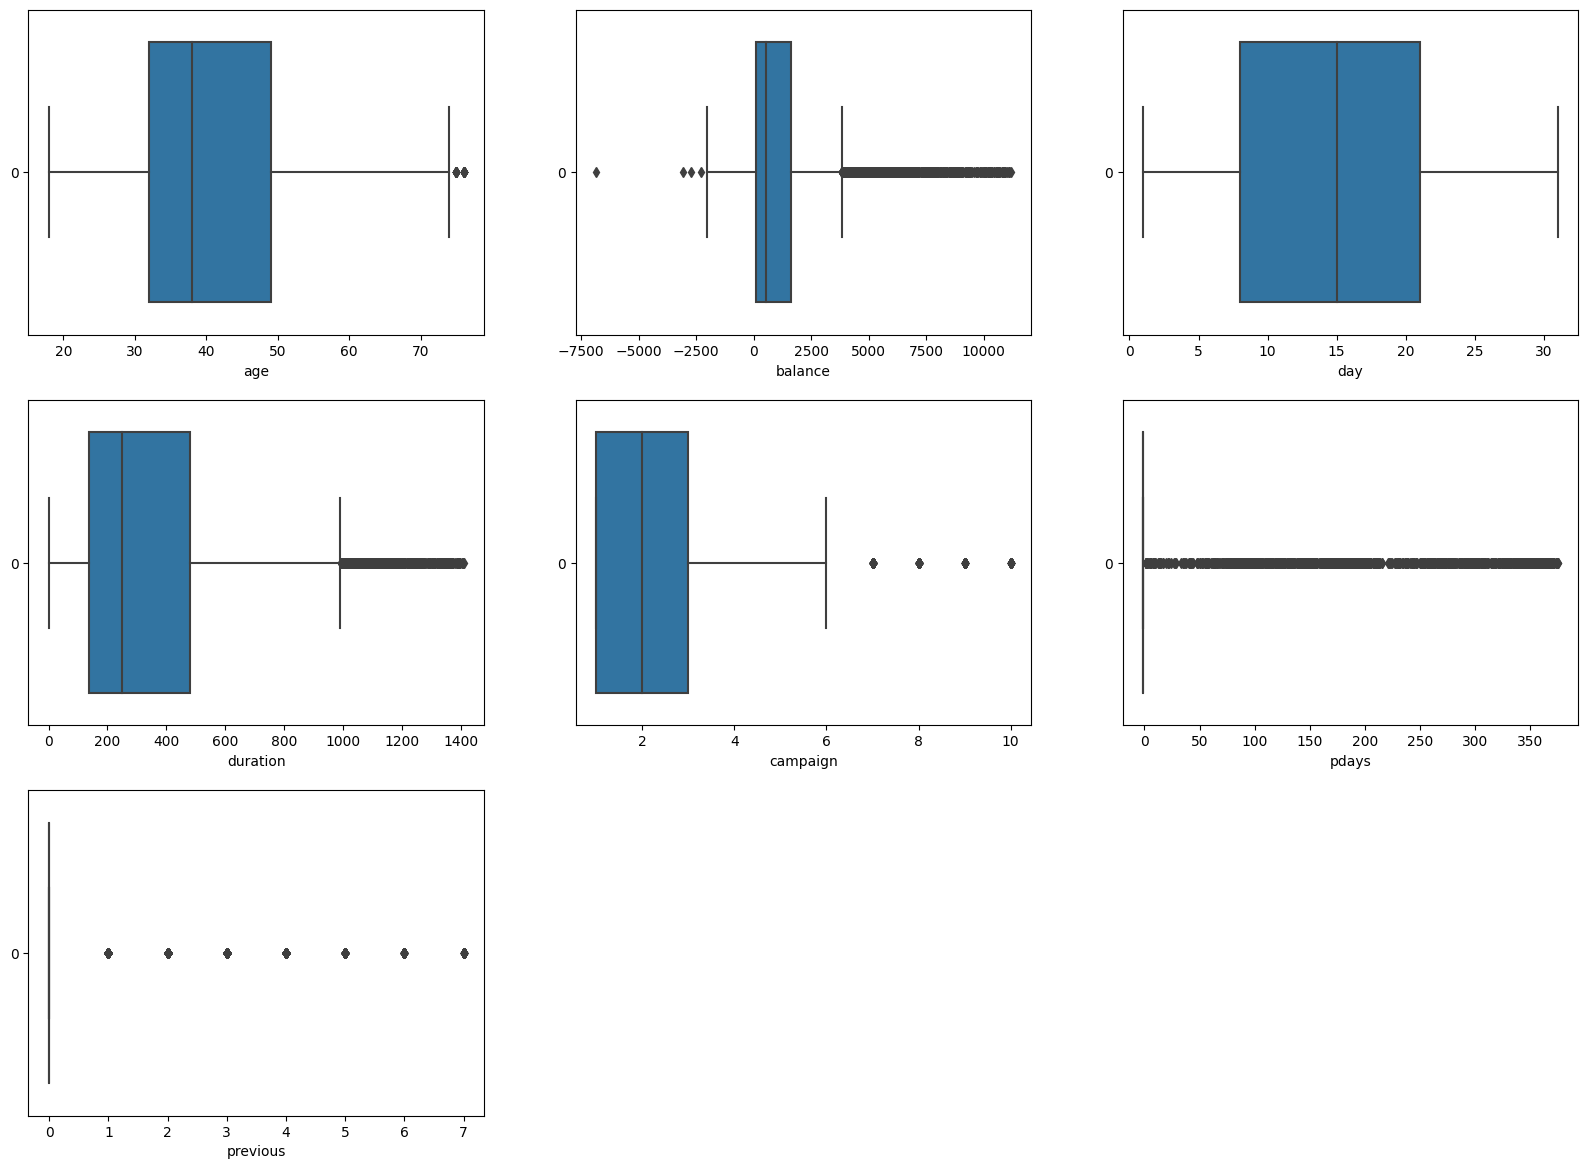 0
20 30 40 50 60 70
age
0
−7500 −5000 −2500 0 2500 5000 7500 10000
balance
0
0 5 10 15 20 25 30
day
0
0 200 400 600 800 1000 1200 1400
duration
0
2 4 6 8 10
campaign
0
0 50 100 150 200 250 300 350
pdays
0
0 1 2 3 4 5 6 7
previous